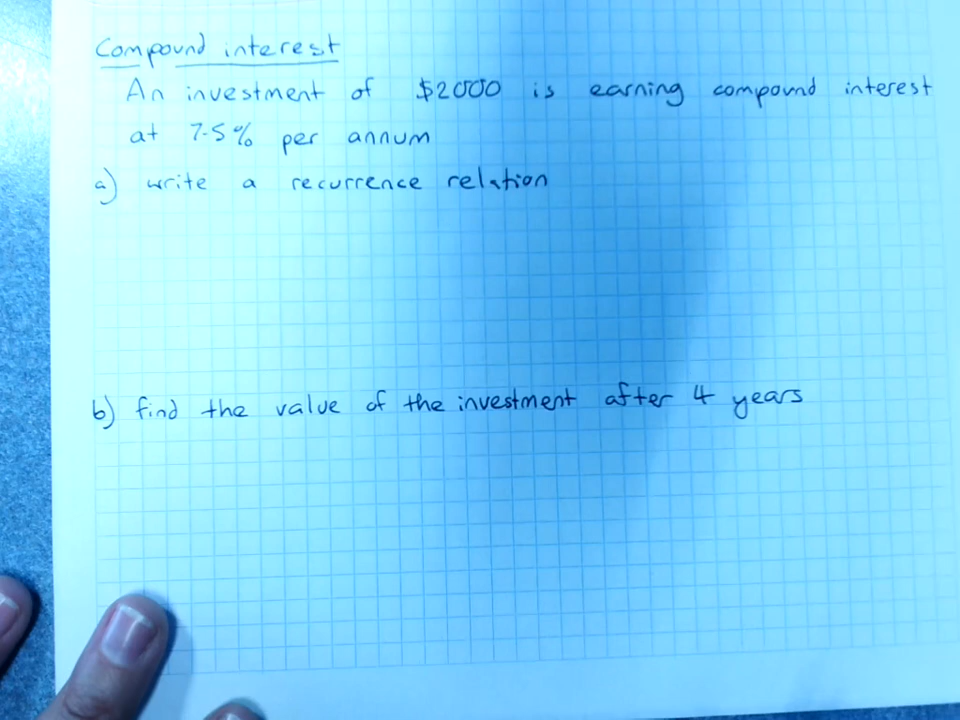 Compound interest
An investment of $2000 is earning compound interest
at 7.5% per annum
a) write a recurrence relation
b) find the value of the investment after 4 years